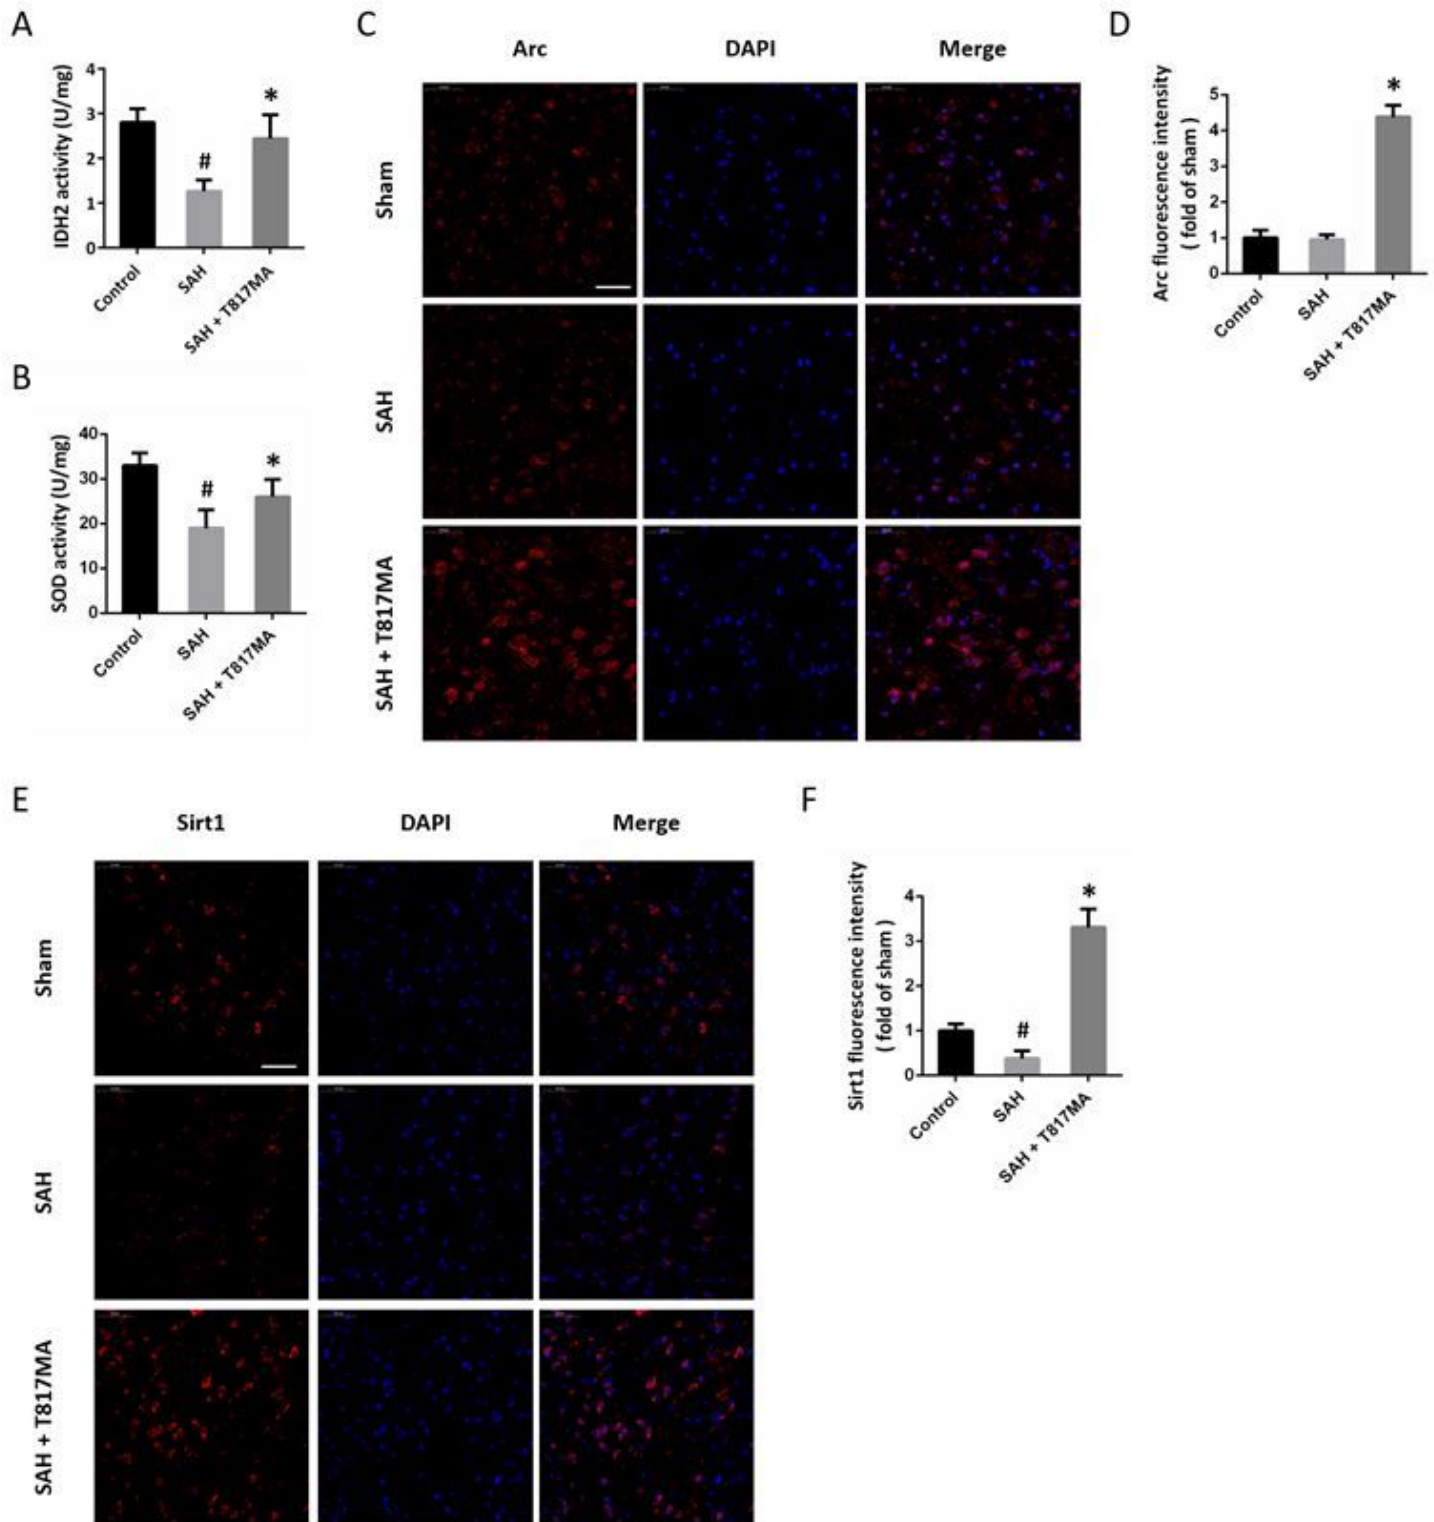 A
IDH2 activity (U/mg)
4
3
2
1
0
#
*
Control
SAH
SAH + T817MA
B
SOD activity (U/mg)
40
30
20
10
0
#
*
Control
SAH
SAH + T817MA
C
Arc DAPI Merge
Sham
SAH
SAH + T817MA
D
Arc fluorescence intensity
( fold of sham )
5
4
3
2
1
0
*
Control
SAH
SAH + T817MA
E
Sirt1 DAPI Merge
Sham
SAH
SAH + T817MA
F
Sirt1 fluorescence intensity
( fold of sham )
4
3
2
1
0
#
*
Control
SAH
SAH + T817MA